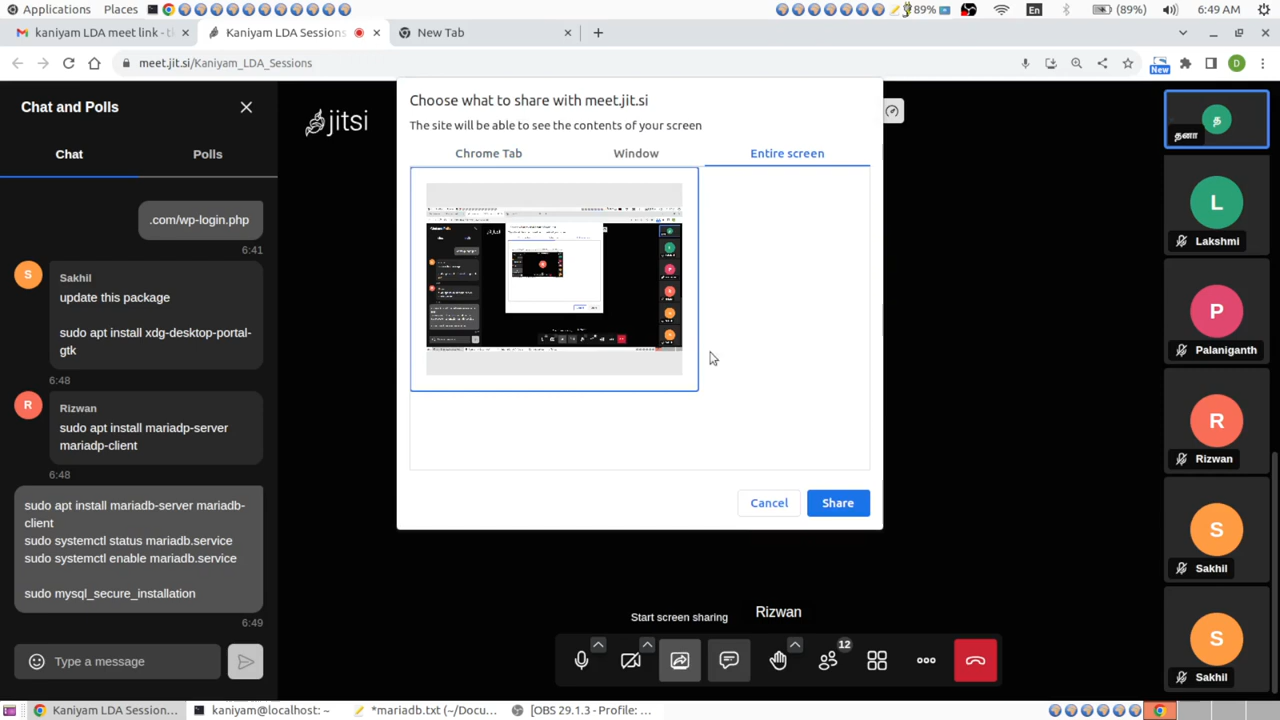 Applications Places 89% En (89%) 6:49 AM
kaniyam LDA meet link - t
Kaniyam LDA Sessions
New Tab
meet.jit.si/Kaniyam_LDA_Sessions
New
D
Chat and Polls
Chat Polls
.com/wp-login.php
6:41
S
Sakhil
update this package
sudo apt install xdg-desktop-portal-
gtk
6:48
R
Rizwan
sudo apt install mariadp-server
mariadp-client
6:48
sudo apt install mariadb-server mariadb-
client
sudo systemctl status mariadb.service
sudo systemctl enable mariadb.service
sudo mysql_secure_installation
6:49
Type a message
jitsi
Choose what to share with meet.jit.si
The site will be able to see the contents of your screen
Chrome Tab Window Entire screen
Cancel Share
Start screen sharing
Rizwan
12
த
தனா
L
Lakshmi
P
Palaniganth
R
Rizwan
S
Sakhil
S
Sakhil
Kaniyam LDA Session...
kaniyam@localhost: ~
*mariadb.txt (~/Docu...
[OBS 29.1.3 - Profile: ...